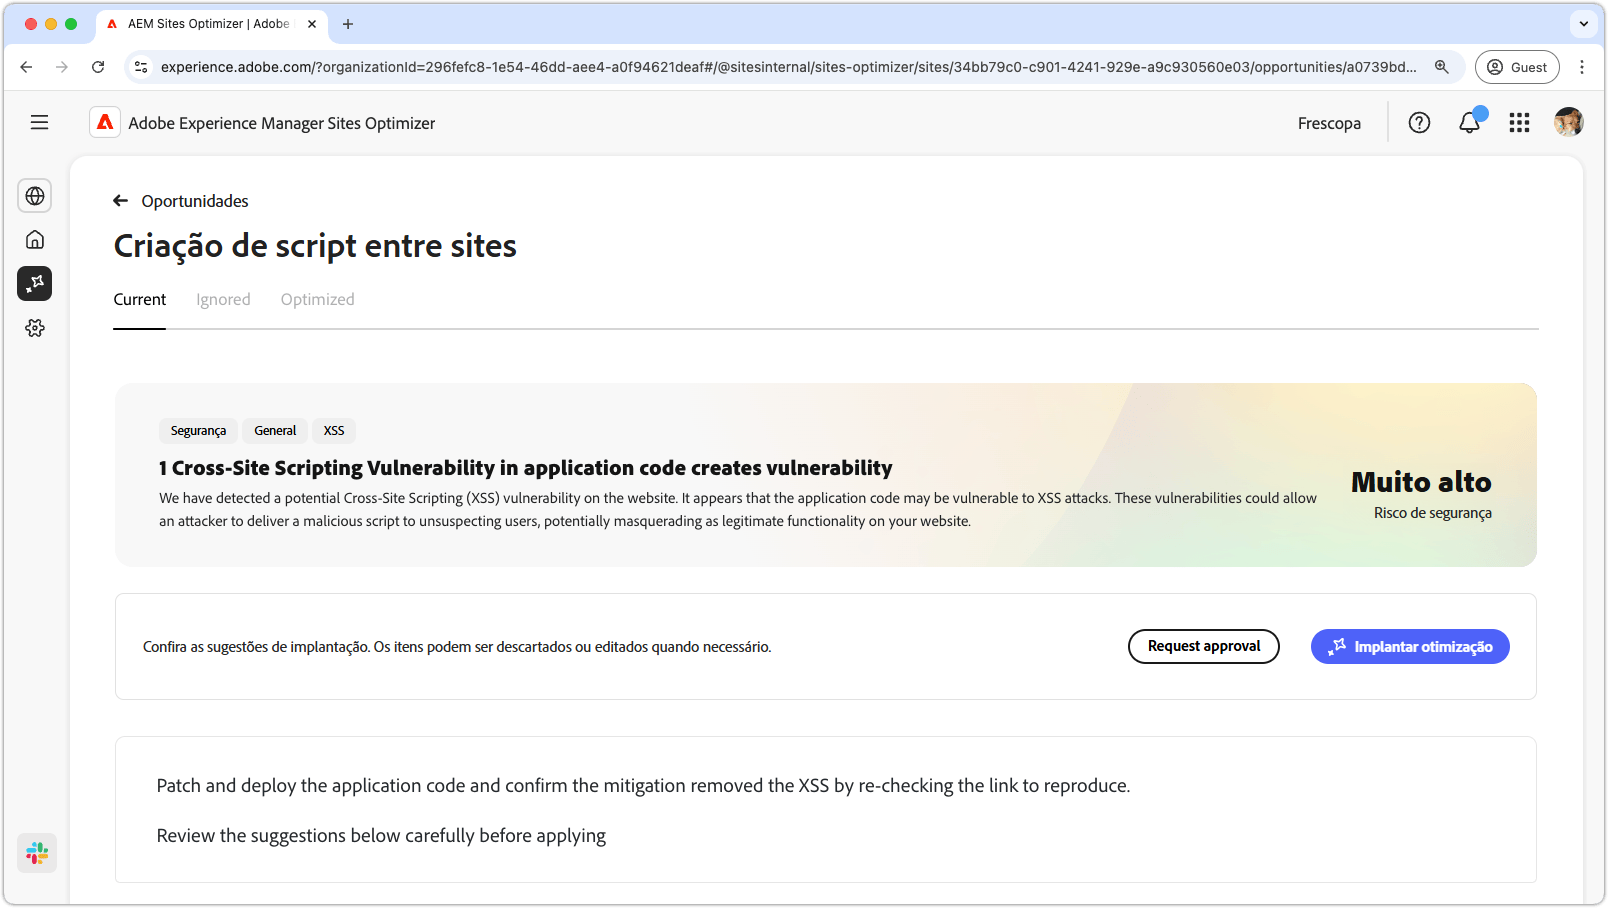 AEM Sites Optimizer | Adobe
experience.adobe.com/?organizationId=296fefc8-1e54-46dd-aee4-a0f94621deaf#/@sitesinternal/sites-optimizer/sites/34bb79c0-c901-4241-929e-a9c930560e03/opportunities/a0739bd...
Guest
Adobe Experience Manager Sites Optimizer
Frescopa
Oportunidades
Criação de script entre sites
Current Ignored Optimized
Segurança General XSS
1 Cross-Site Scripting Vulnerability in application code creates vulnerability
We have detected a potential Cross-Site Scripting (XSS) vulnerability on the website. It appears that the application code may be vulnerable to XSS attacks. These vulnerabilities could allow
an attacker to deliver a malicious script to unsuspecting users, potentially masquerading as legitimate functionality on your website.
Muito alto
Risco de segurança
Confira as sugestões de implantação. Os itens podem ser descartados ou editados quando necessário.
Request approval
Implantar otimização
Patch and deploy the application code and confirm the mitigation removed the XSS by re-checking the link to reproduce.
Review the suggestions below carefully before applying